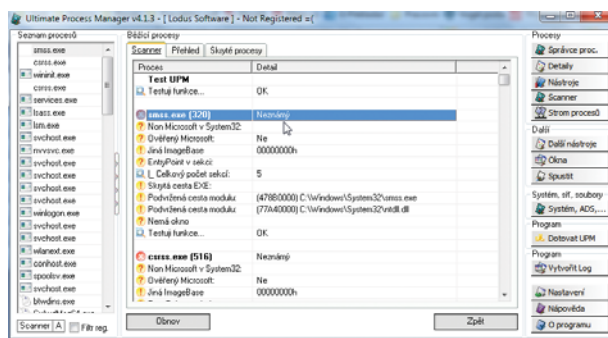 Ultimate Process Manager v4.1.3 - [ Lodus Software ] - Not Registered =(
Seznam procesů
smss.exe
csrss.exe
wininit.exe
csrss.exe
services.exe
lsass.exe
lsm.exe
svchost.exe
nvvsvc.exe
svchost.exe
svchost.exe
svchost.exe
svchost.exe
winlogon.exe
svchost.exe
svchost.exe
wlanext.exe
conhost.exe
spoolsv.exe
svchost.exe
btwdins.exe
Scanner A Filtr reg.
Běžící procesy
Scanner Přehled Skryté procesy
Proces Detail
Test UPM
Testuji funkce... OK
smss.exe (320) Neznámý
Non Microsoft v System32:
Ověřený Microsoft: Ne
Jiná ImageBase 00000000h
EntryPoint v sekci:
|_ Celkový počet sekcí: 5
Skrytá cesta EXE:
Podvržená cesta modulu: (478B0000) C:\Windows\System32\smss.exe
Podvržená cesta modulu: (77A40000) C:\Windows\System32\ntdll.dll
Nemá okno
Testuji funkce... OK
csrss.exe (516) Neznámý
Non Microsoft v System32:
Ověřený Microsoft: Ne
Jiná ImageBase 00000000h
Obnov Zpět
Procesy
Správce proc.
Detaily
Nástroje
Scanner
Strom procesů
Další
Další nástroje
Okna
Spustit
Systém, síť, soubory
Systém, ADS,...
Program
Dotovat UPM
Program
Vytvořit Log
Nastavení
Nápověda
O programu